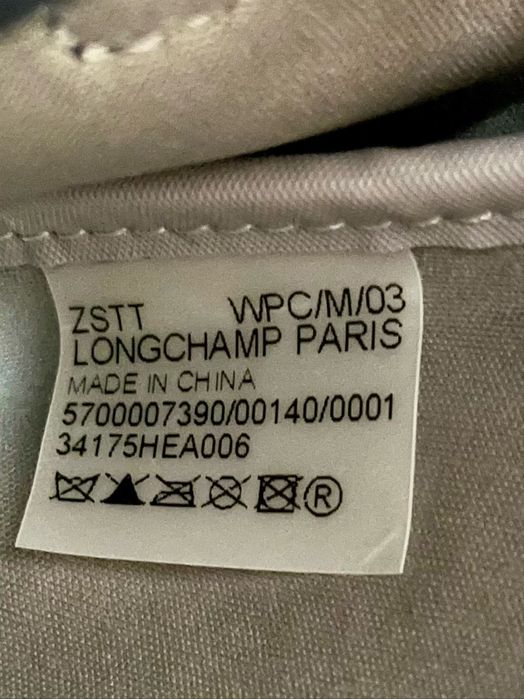 ZSTT WPC/M/03
LONGCHAMP PARIS
MADE IN CHINA
5700007390/00140/0001
34175HEA006
®